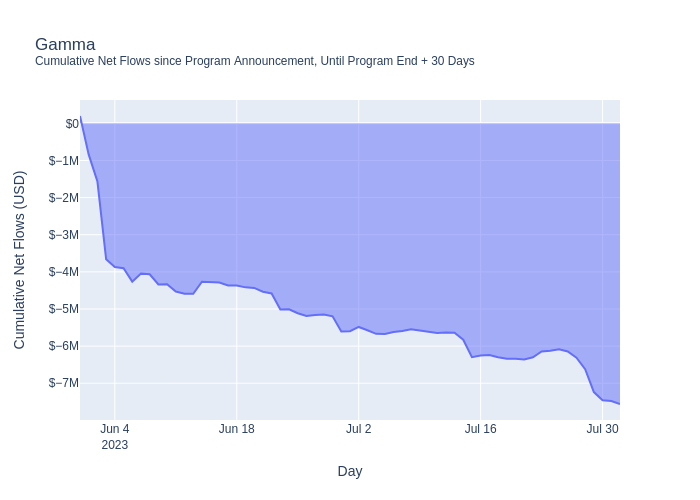 Gamma
Cumulative Net Flows since Program Announcement, Until Program End + 30 Days
Cumulative Net Flows (USD)
$0
$−1M
$−2M
$−3M
$−4M
$−5M
$−6M
$−7M
Jun 4
2023
Jun 18
Jul 2
Jul 16
Jul 30
Day